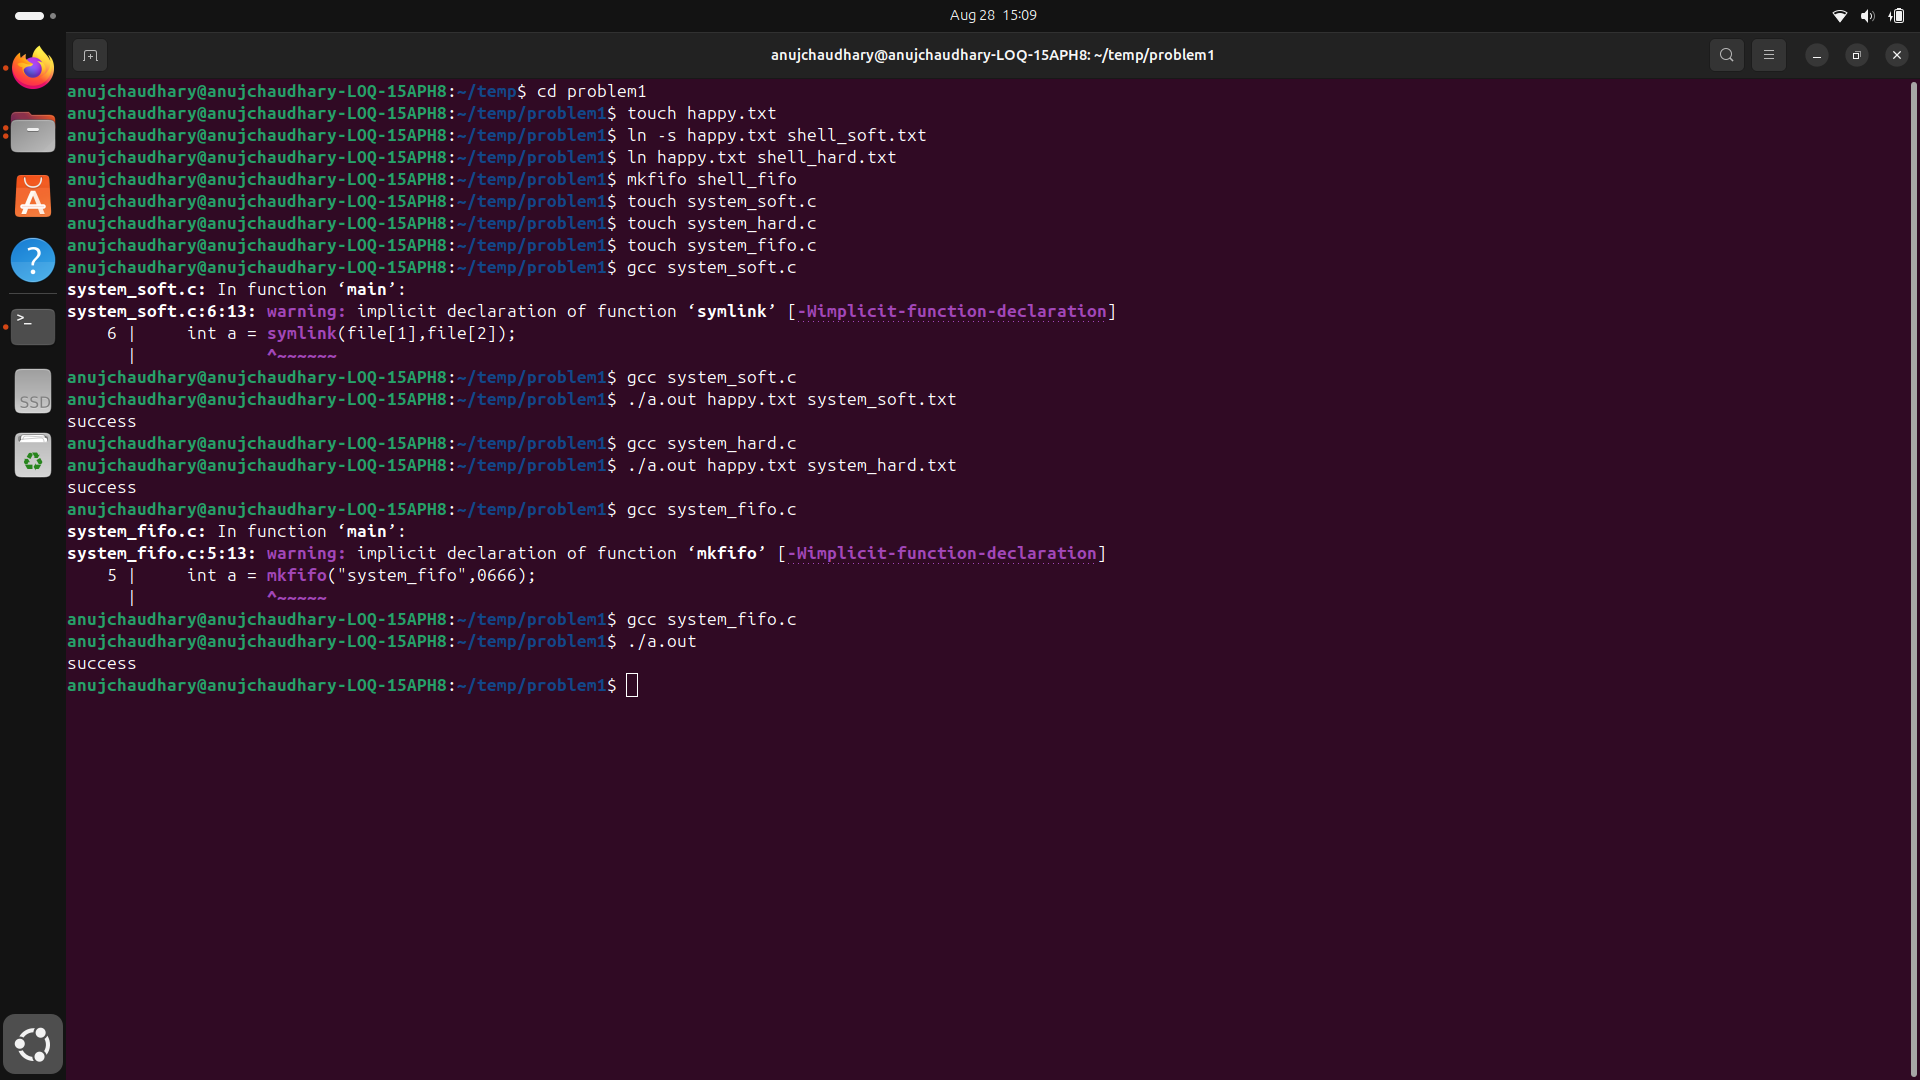 Aug 28 15:09
anujchaudhary@anujchaudhary-LOQ-15APH8: ~/temp/problem1
anujchaudhary@anujchaudhary-LOQ-15APH8:~/temp$ cd problem1
anujchaudhary@anujchaudhary-LOQ-15APH8:~/temp/problem1$ touch happy.txt
anujchaudhary@anujchaudhary-LOQ-15APH8:~/temp/problem1$ ln -s happy.txt shell_soft.txt
anujchaudhary@anujchaudhary-LOQ-15APH8:~/temp/problem1$ ln happy.txt shell_hard.txt
anujchaudhary@anujchaudhary-LOQ-15APH8:~/temp/problem1$ mkfifo shell_fifo
anujchaudhary@anujchaudhary-LOQ-15APH8:~/temp/problem1$ touch system_soft.c
anujchaudhary@anujchaudhary-LOQ-15APH8:~/temp/problem1$ touch system_hard.c
anujchaudhary@anujchaudhary-LOQ-15APH8:~/temp/problem1$ touch system_fifo.c
anujchaudhary@anujchaudhary-LOQ-15APH8:~/temp/problem1$ gcc system_soft.c
system_soft.c: In function ‘main’:
system_soft.c:6:13: warning: implicit declaration of function ‘symlink’ [-Wimplicit-function-declaration]
    6 |     int a = symlink(file[1],file[2]);
      |             ^~~~~~~
anujchaudhary@anujchaudhary-LOQ-15APH8:~/temp/problem1$ gcc system_soft.c
anujchaudhary@anujchaudhary-LOQ-15APH8:~/temp/problem1$ ./a.out happy.txt system_soft.txt
success
anujchaudhary@anujchaudhary-LOQ-15APH8:~/temp/problem1$ gcc system_hard.c
anujchaudhary@anujchaudhary-LOQ-15APH8:~/temp/problem1$ ./a.out happy.txt system_hard.txt
success
anujchaudhary@anujchaudhary-LOQ-15APH8:~/temp/problem1$ gcc system_fifo.c
system_fifo.c: In function ‘main’:
system_fifo.c:5:13: warning: implicit declaration of function ‘mkfifo’ [-Wimplicit-function-declaration]
    5 |     int a = mkfifo("system_fifo",0666);
      |             ^~~~~~
anujchaudhary@anujchaudhary-LOQ-15APH8:~/temp/problem1$ gcc system_fifo.c
anujchaudhary@anujchaudhary-LOQ-15APH8:~/temp/problem1$ ./a.out
success
anujchaudhary@anujchaudhary-LOQ-15APH8:~/temp/problem1$
SSD